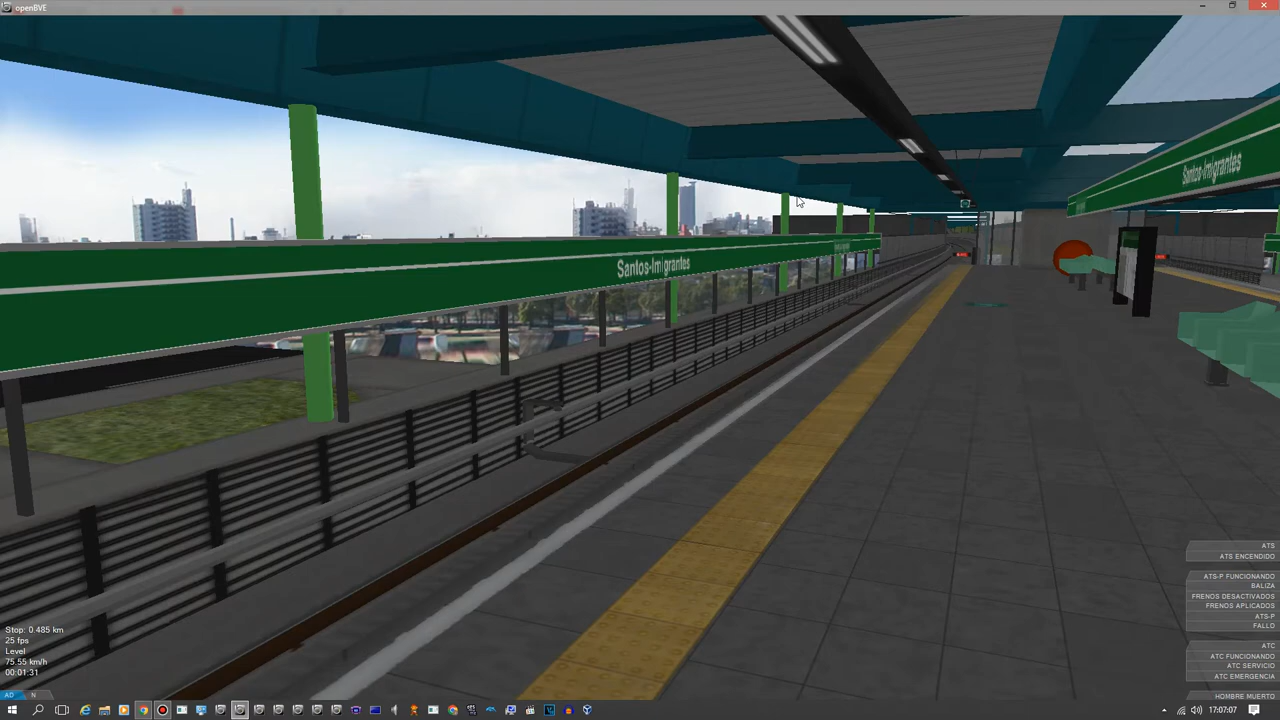 openBVE
Santos-Imigrantes
Santos-Imigrantes
ATS
ATS ENCENDIDO
ATS-P FUNCIONANDO
BALIZA
FRENOS DESACTIVADOS
FRENOS APLICADOS
ATS-P
FALLO
ATC
ATC FUNCIONANDO
ATC SERVICIO
ATC EMERGENCIA
HOMBRE MUERTO
Stop: 0.485 km
25 fps
Level
75.55 km/h
00:01:31
AD N
17:07:07